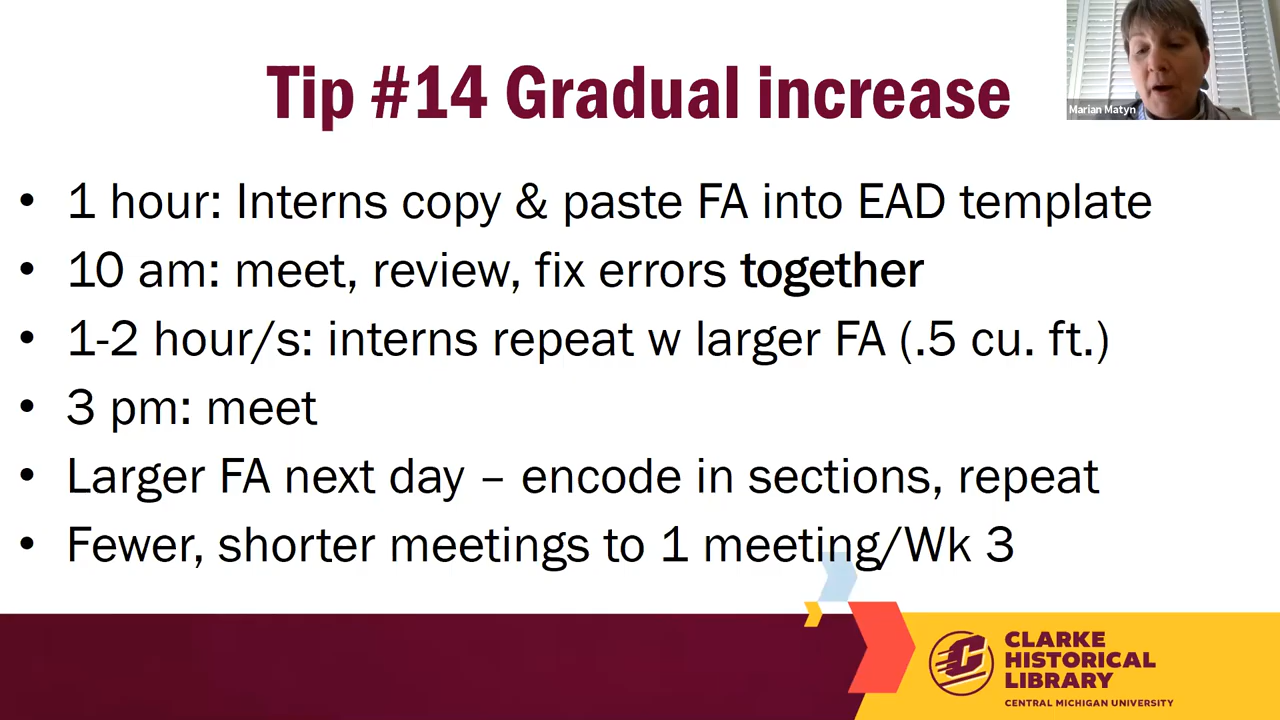 Tip #14 Gradual increase
Marian Matyn
• 1 hour: Interns copy & paste FA into EAD template
• 10 am: meet, review, fix errors together
• 1-2 hour/s: interns repeat w larger FA (.5 cu. ft.)
• 3 pm: meet
• Larger FA next day – encode in sections, repeat
• Fewer, shorter meetings to 1 meeting/Wk 3
C
CLARKE
HISTORICAL
LIBRARY
CENTRAL MICHIGAN UNIVERSITY